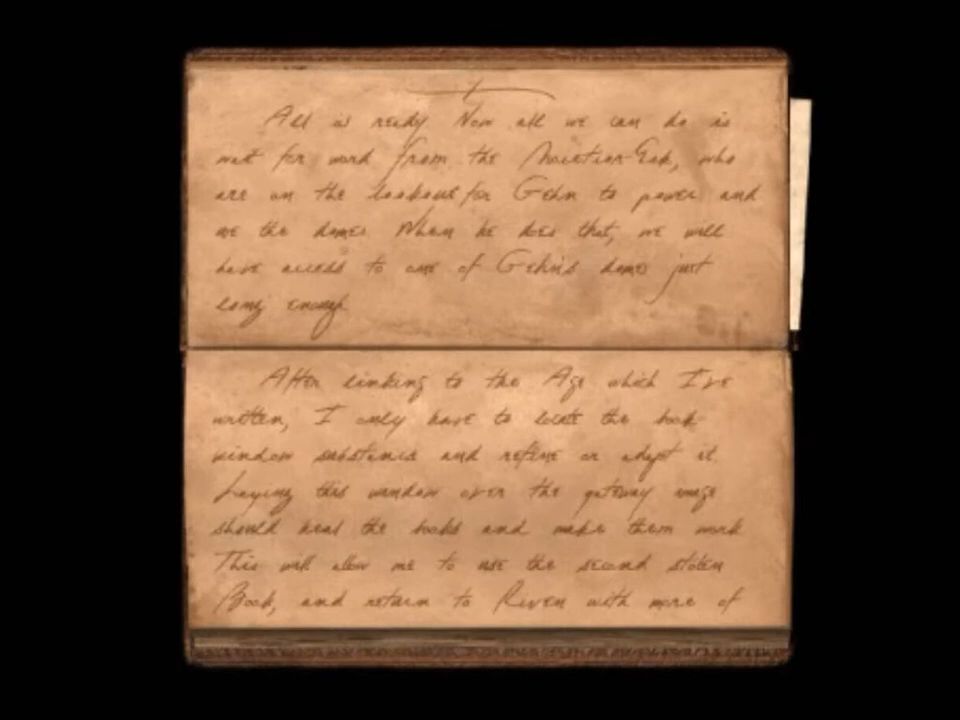 All is ready Now all we can do is
wait for word from the Moiety, who
are on the lookout for Gehn to power and
use the domes When he does that, we will
have access to one of Gehn's domes just
long enough
After linking to the Age which I've
written, I only have to locate the book
window substance and refine or adapt it.
Laying this window over the gateway image
should heal the books and make them work
This will allow me to use the second stolen
Book, and return to Riven with more of